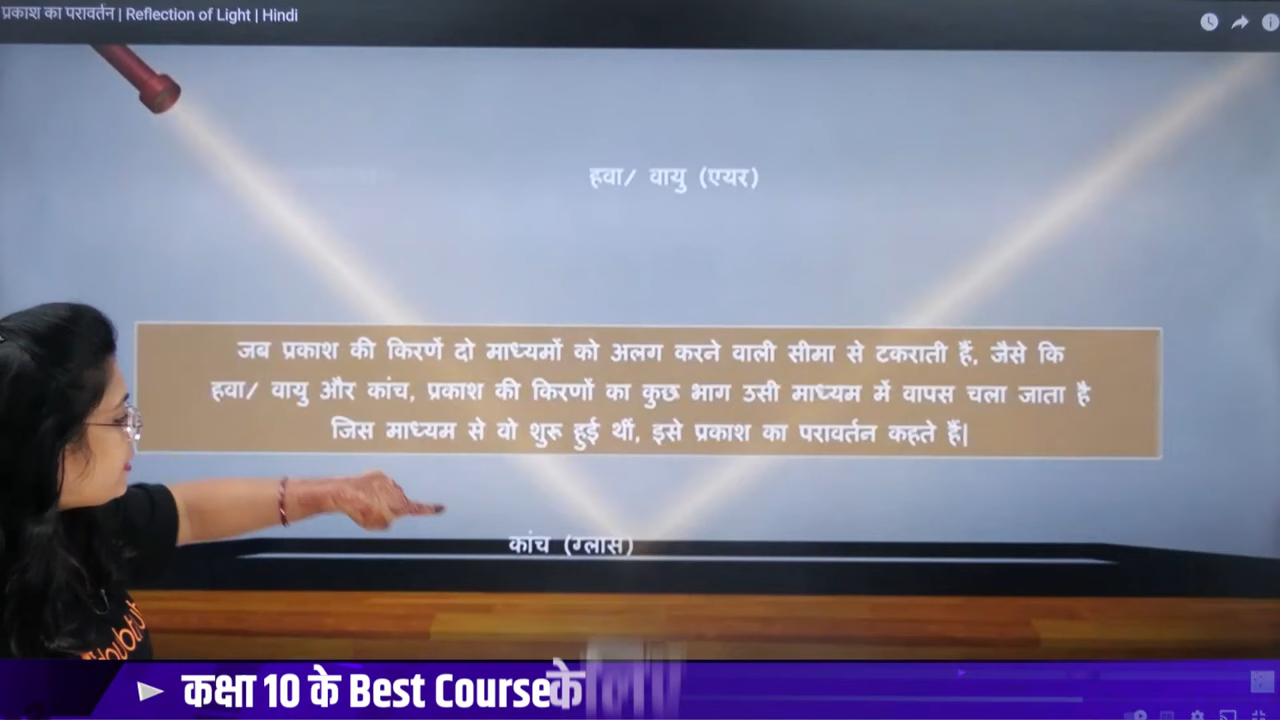 प्रकाश का परावर्तन | Reflection of Light | Hindi
हवा/ वायु (एयर)
जब प्रकाश की किरणें दो माध्यमों को अलग करने वाली सीमा से टकराती हैं, जैसे कि
हवा/ वायु और कांच, प्रकाश की किरणों का कुछ भाग उसी माध्यम में वापस चला जाता है
जिस माध्यम से वो शुरू हुई थीं, इसे प्रकाश का परावर्तन कहते हैं|
कांच (ग्लास)
कक्षा 10 के Best Course के